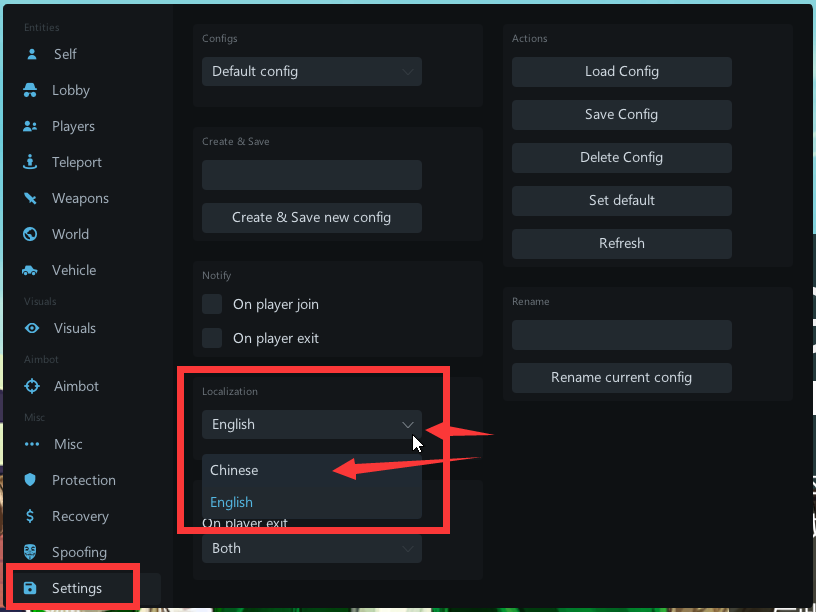 Entities
Self
Lobby
Players
Teleport
Weapons
World
Vehicle
Visuals
Visuals
Aimbot
Aimbot
Misc
Misc
Protection
Recovery
Spoofing
Settings
Configs
Default config
Create & Save
Create & Save new config
Notify
On player join
On player exit
Localization
English
Chinese
English
On player exit
Both
Actions
Load Config
Save Config
Delete Config
Set default
Refresh
Rename
Rename current config